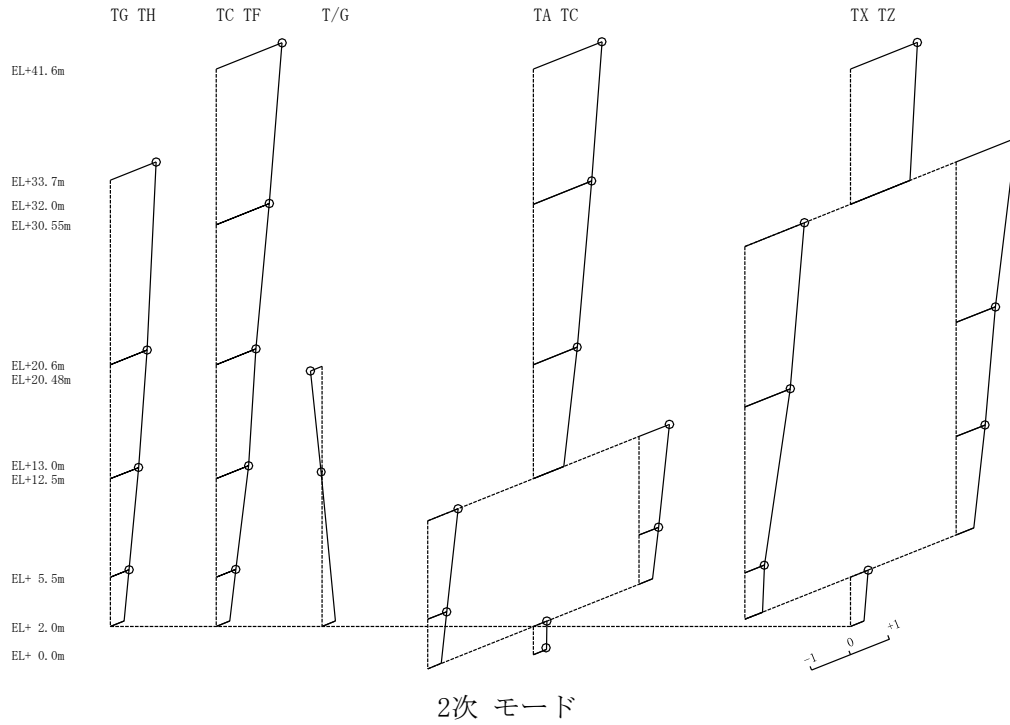 TG TH TC TF T/G TA TC TX TZ
EL+41.6m
EL+33.7m
EL+32.0m
EL+30.55m
EL+20.6m
EL+20.48m
EL+13.0m
EL+12.5m
EL+ 5.5m
EL+ 2.0m
EL+ 0.0m
-1 0 +1
2次 モード